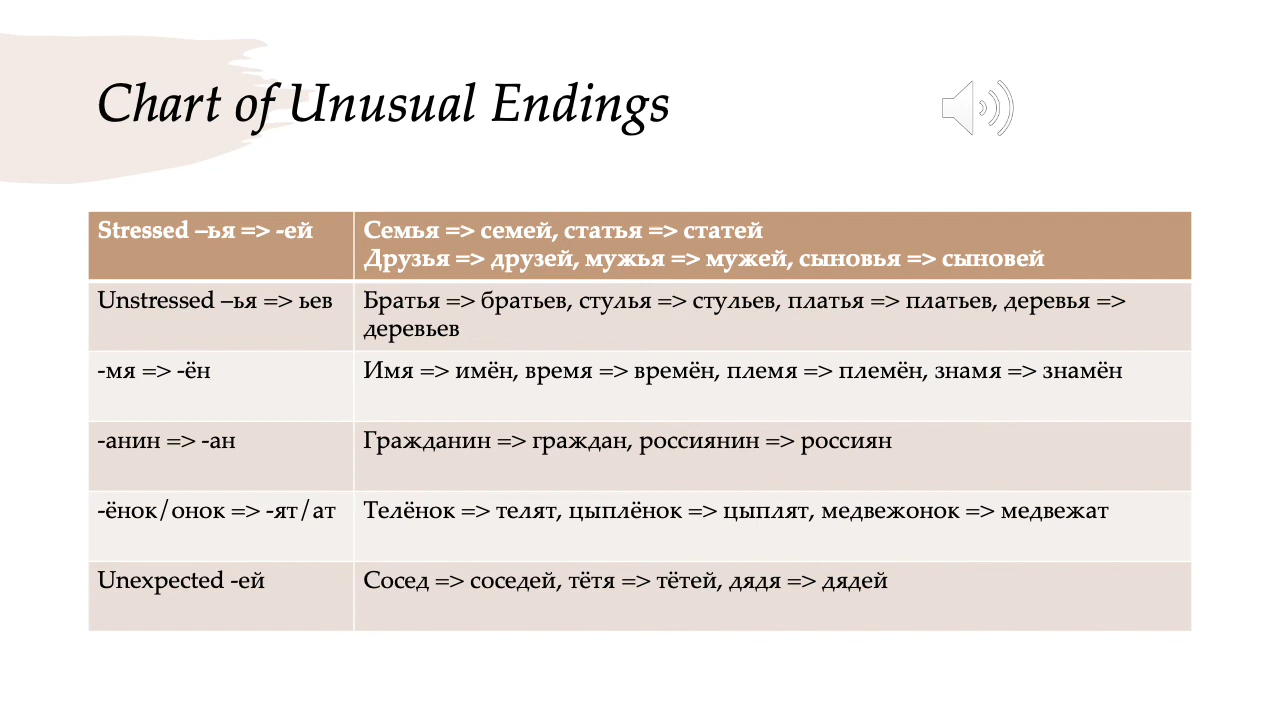 Chart of Unusual Endings
Stressed –ья => -ей
Семья => семей, статья => статей
Друзья => друзей, мужья => мужей, сыновья => сыновей
Unstressed –ья => ьев
Братья => братьев, стулья => стульев, платья => платьев, деревья =>
деревьев
-мя => -ён
Имя => имён, время => времён, племя => племён, знамя => знамён
-анин => -ан
Гражданин => граждан, россиянин => россиян
-ёнок/онок => -ят/ат
Телёнок => телят, цыплёнок => цыплят, медвежонок => медвежат
Unexpected -ей
Сосед => соседей, тётя => тётей, дядя => дядей